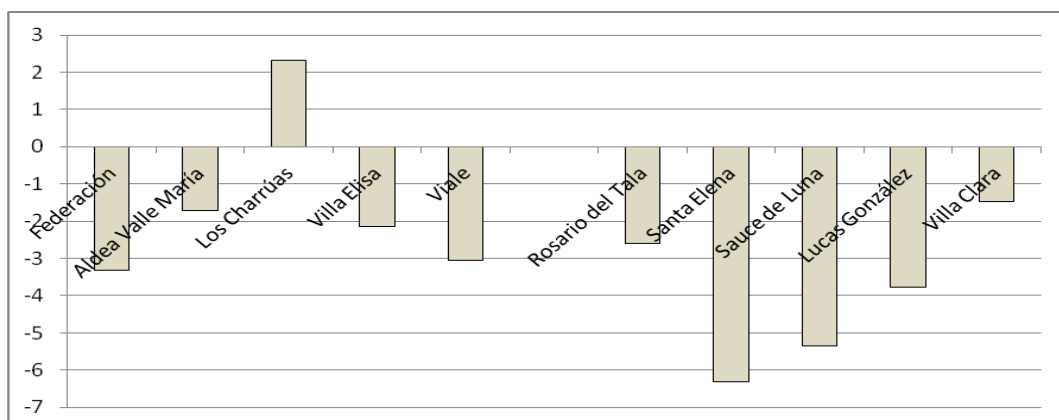 3
2
1
0
-1
-2
-3
-4
-5
-6
-7
Federación
Aldea Valle María
Los Charrúas
Villa Elisa
Viale
Rosario del Tala
Santa Elena
Sauce de Luna
Lucas González
Villa Clara